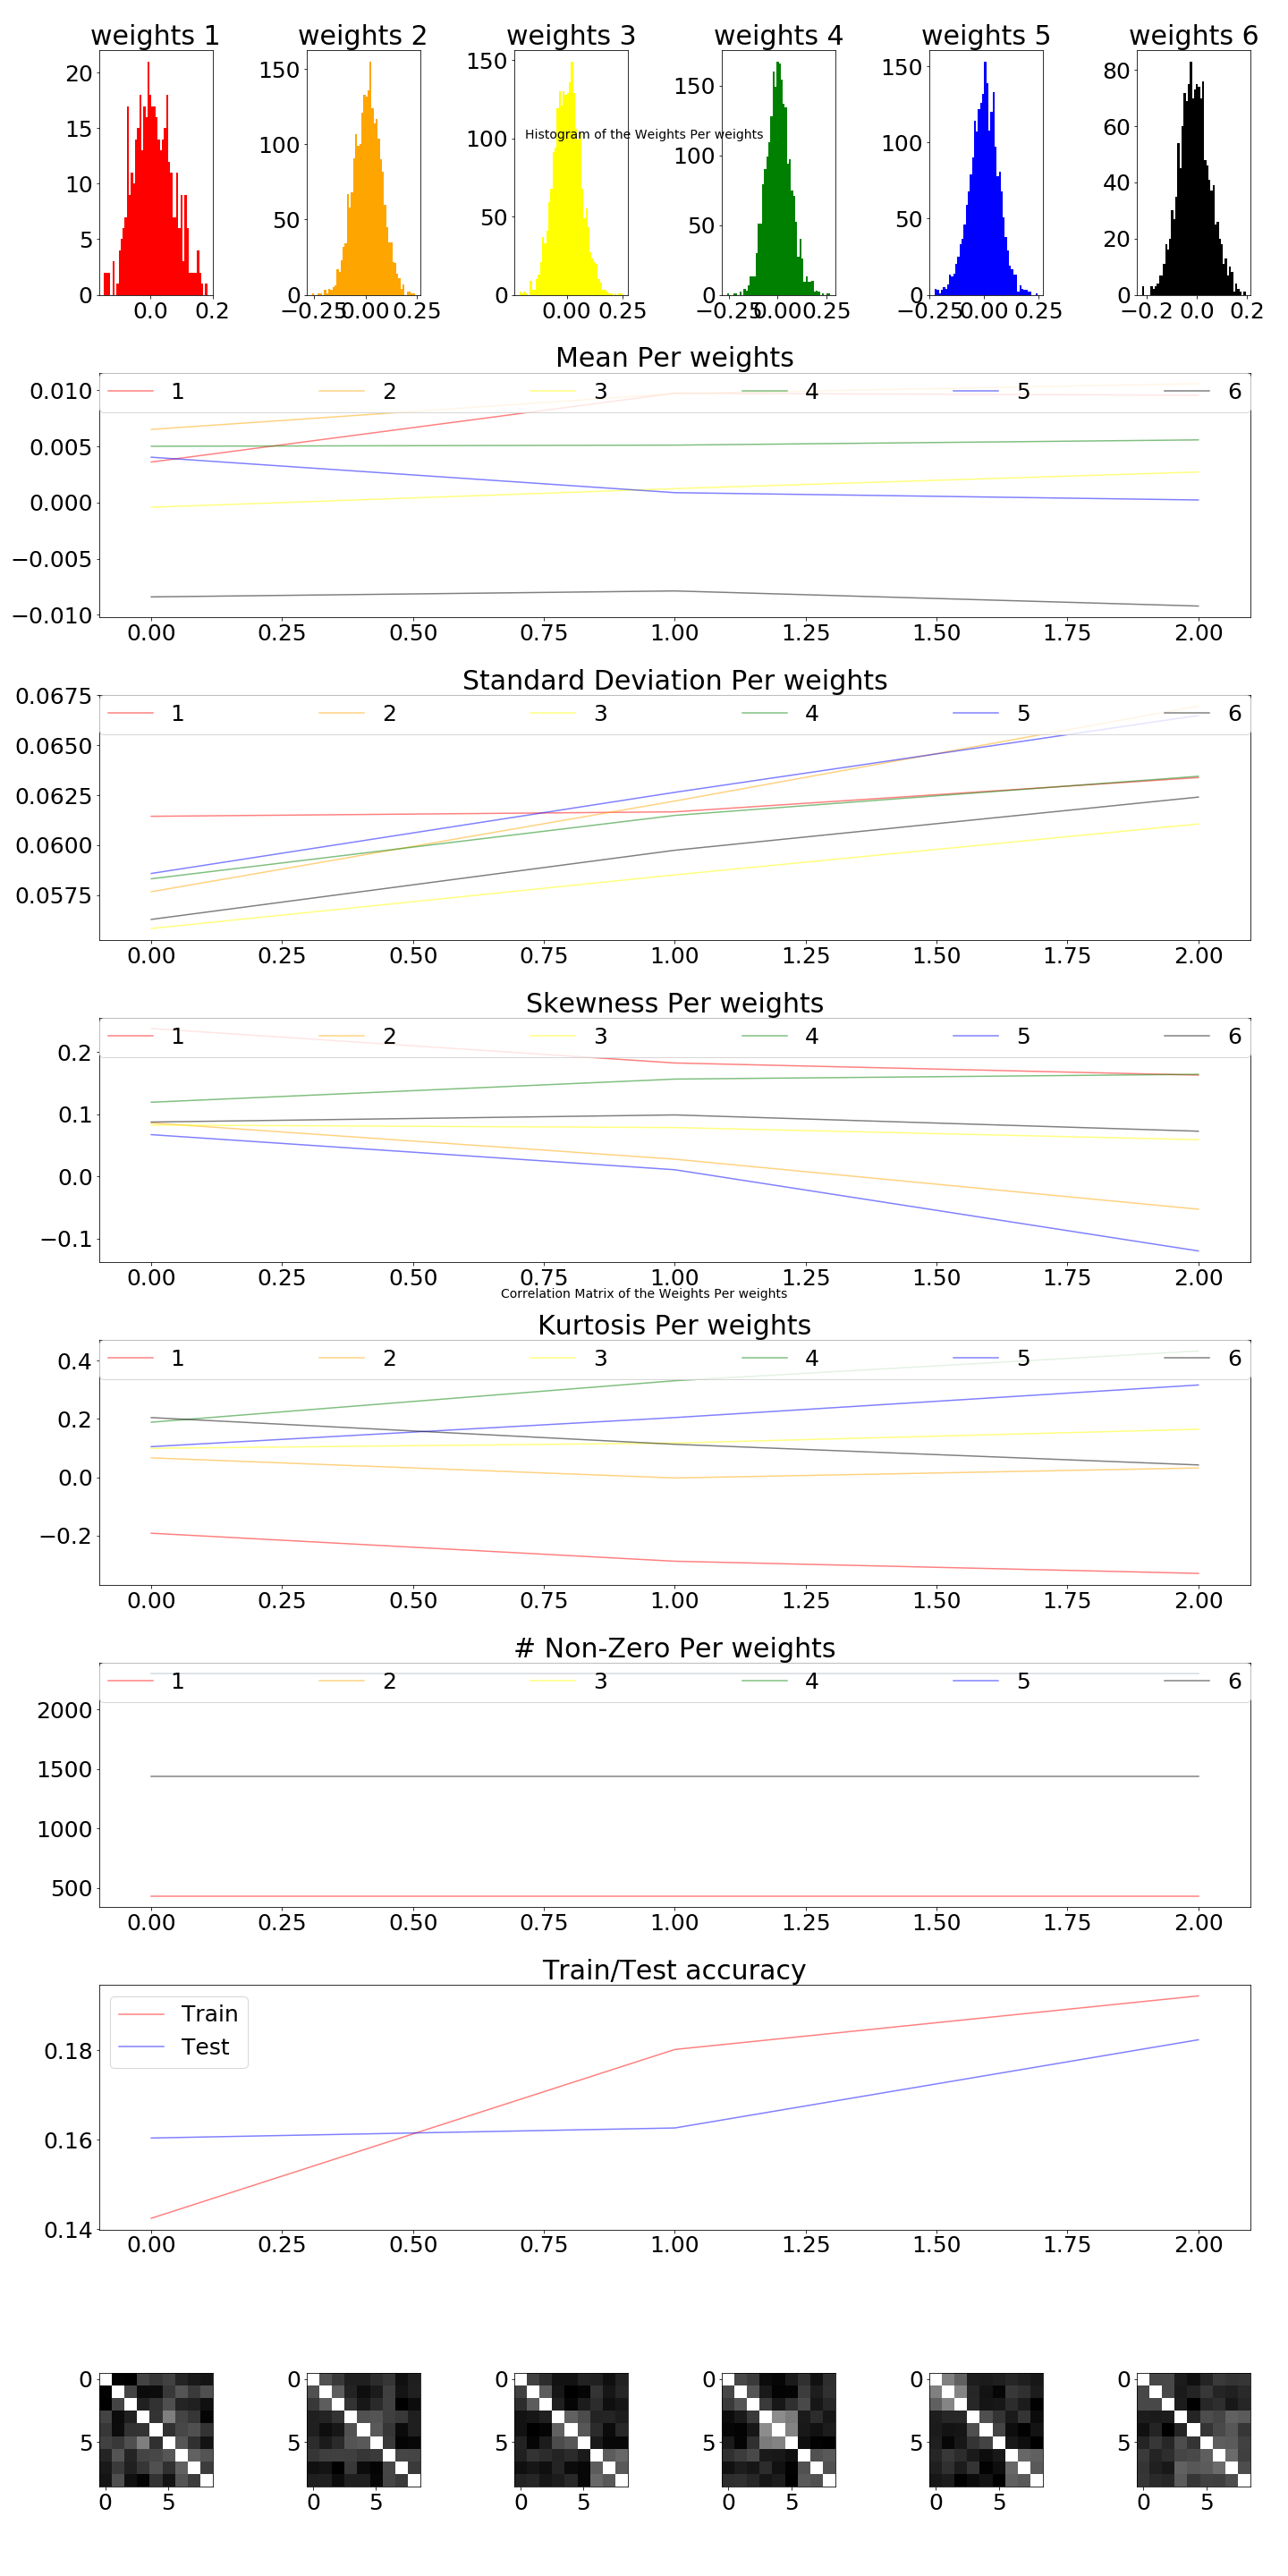 weights 1 weights 2 weights 3 weights 4 weights 5 weights 6
20 15 10 5 0
150 100 50 0
150 100 50 0
150 100 50 0
150 100 50 0
80 60 40 20 0
Histogram of the Weights Per weights
0.0 0.2 −0.25 0.00 0.25 0.00 0.25 −0.25 0.00 0.25 −0.25 0.00 0.25 −0.2 0.0 0.2
Mean Per weights
1 2 3 4 5 6
0.010
0.005
0.000
−0.005
−0.010
0.00 0.25 0.50 0.75 1.00 1.25 1.50 1.75 2.00
Standard Deviation Per weights
0.0675
1 2 3 4 5 6
0.0650
0.0625
0.0600
0.0575
0.00 0.25 0.50 0.75 1.00 1.25 1.50 1.75 2.00
Skewness Per weights
1 2 3 4 5 6
0.2
0.1
0.0
−0.1
0.00 0.25 0.50 0.75 1.00 1.25 1.50 1.75 2.00
Correlation Matrix of the Weights Per weights
Kurtosis Per weights
1 2 3 4 5 6
0.4
0.2
0.0
−0.2
0.00 0.25 0.50 0.75 1.00 1.25 1.50 1.75 2.00
# Non-Zero Per weights
1 2 3 4 5 6
2000
1500
1000
500
0.00 0.25 0.50 0.75 1.00 1.25 1.50 1.75 2.00
Train/Test accuracy
Train
Test
0.18
0.16
0.14
0.00 0.25 0.50 0.75 1.00 1.25 1.50 1.75 2.00
0 0 0 0 0 0
5 5 5 5 5 5
0 5 0 5 0 5 0 5 0 5 0 5